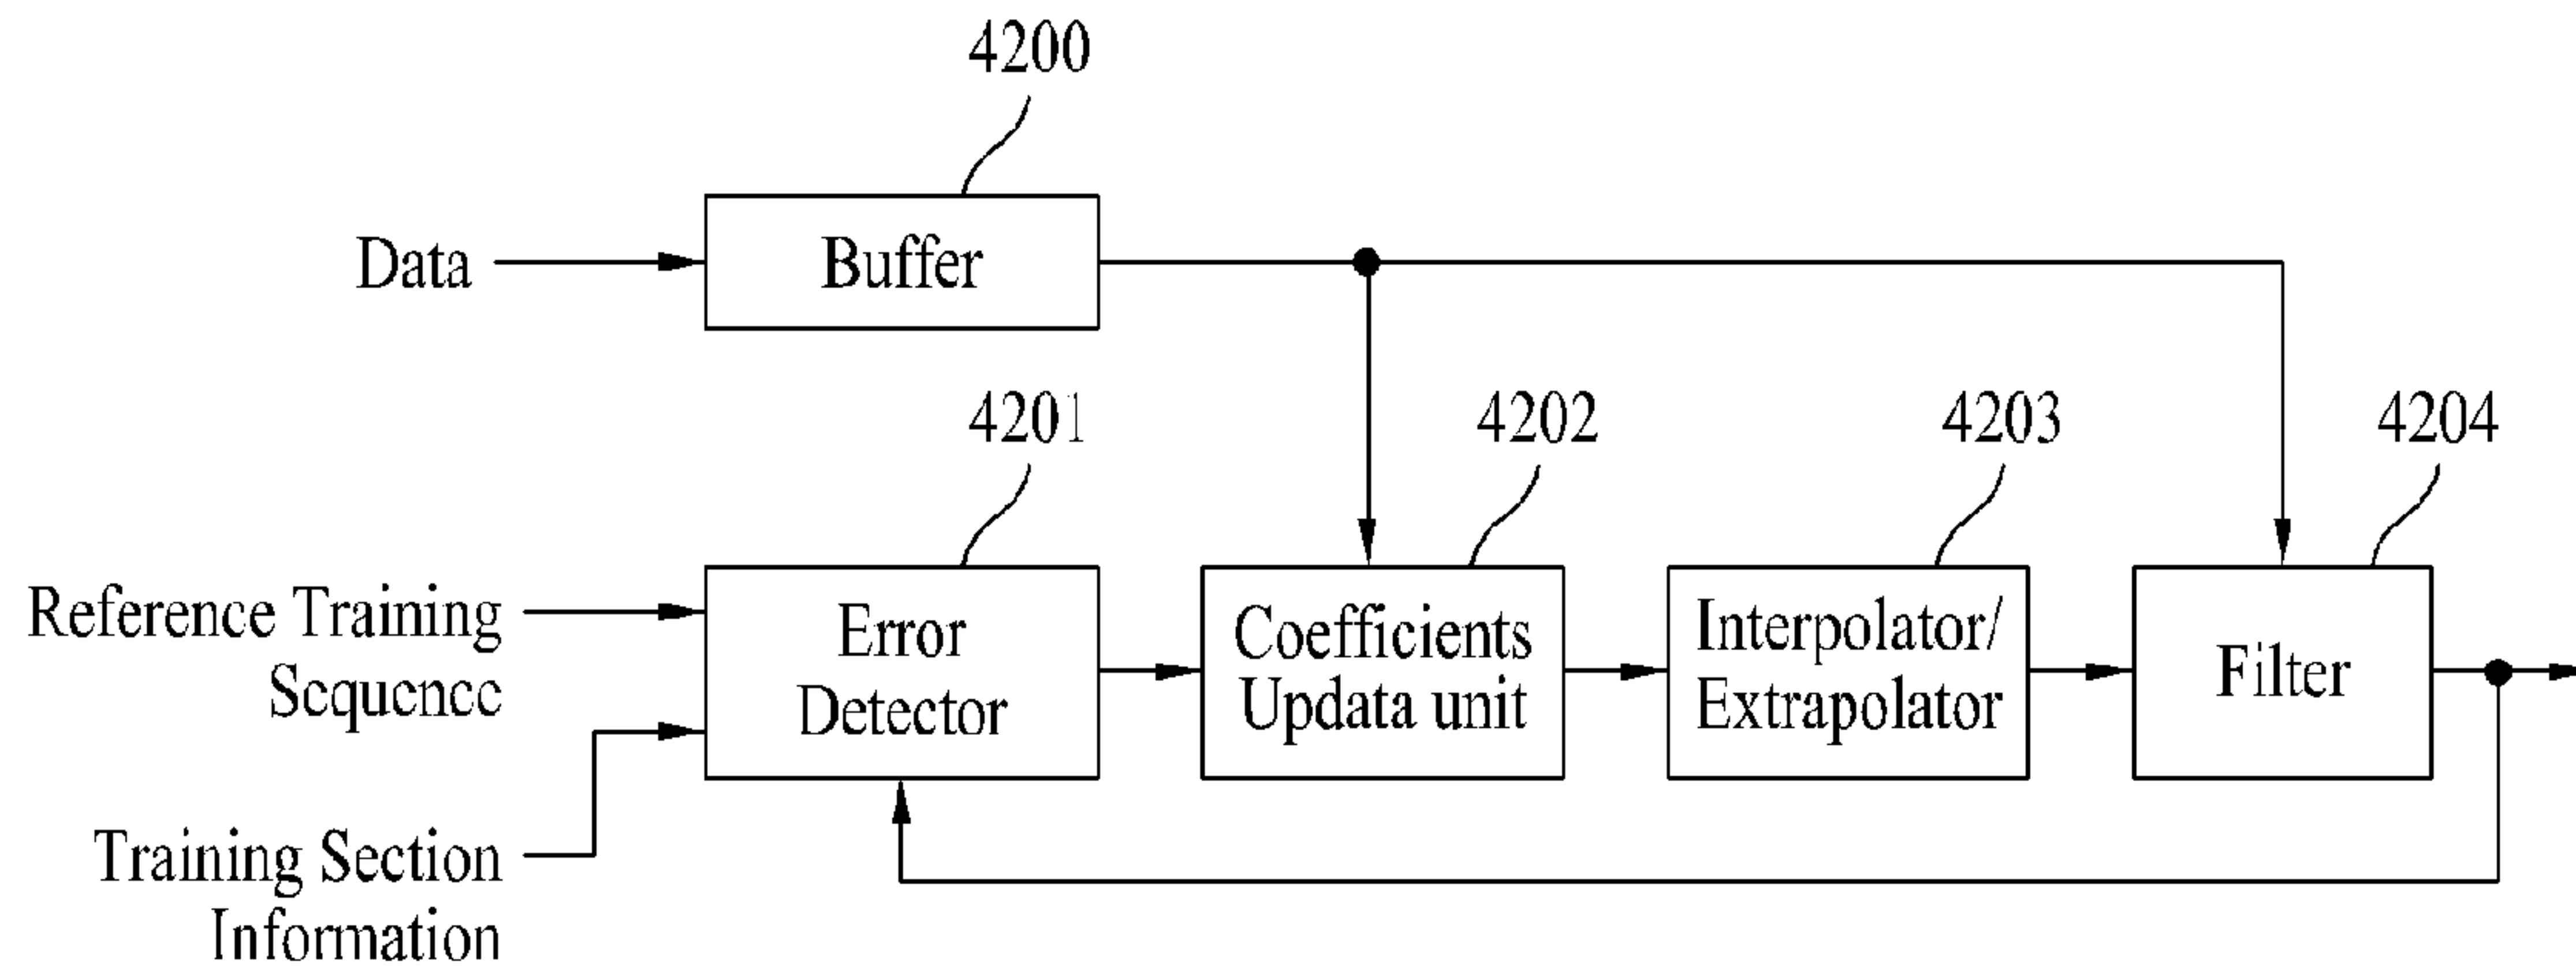 4200
Data
Buffer
4201
4202
4203
4204
Reference Training
Sequence
Error
Detector
Coefficients
Updata unit
Interpolator/
Extrapolator
Filter
Training Section
Information